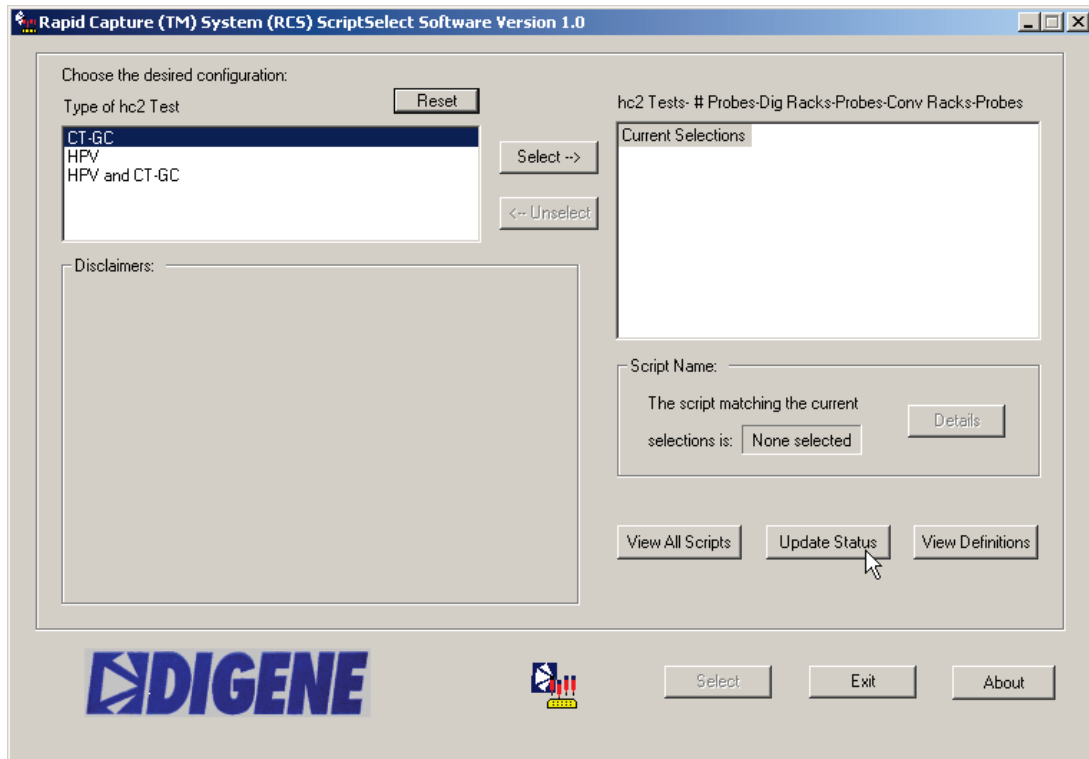 Rapid Capture (TM) System (RCS) ScriptSelect Software Version 1.0
Choose the desired configuration:
Type of hc2 Test
Reset
CT-GC
HPV
HPV and CT-GC
Select -->
<-- Unselect
hc2 Tests- # Probes-Dig Racks-Probes-Conv Racks-Probes
Current Selections
Disclaimers:
Script Name:
The script matching the current
selections is: None selected
Details
View All Scripts
Update Status
View Definitions
DIGENE
Select
Exit
About